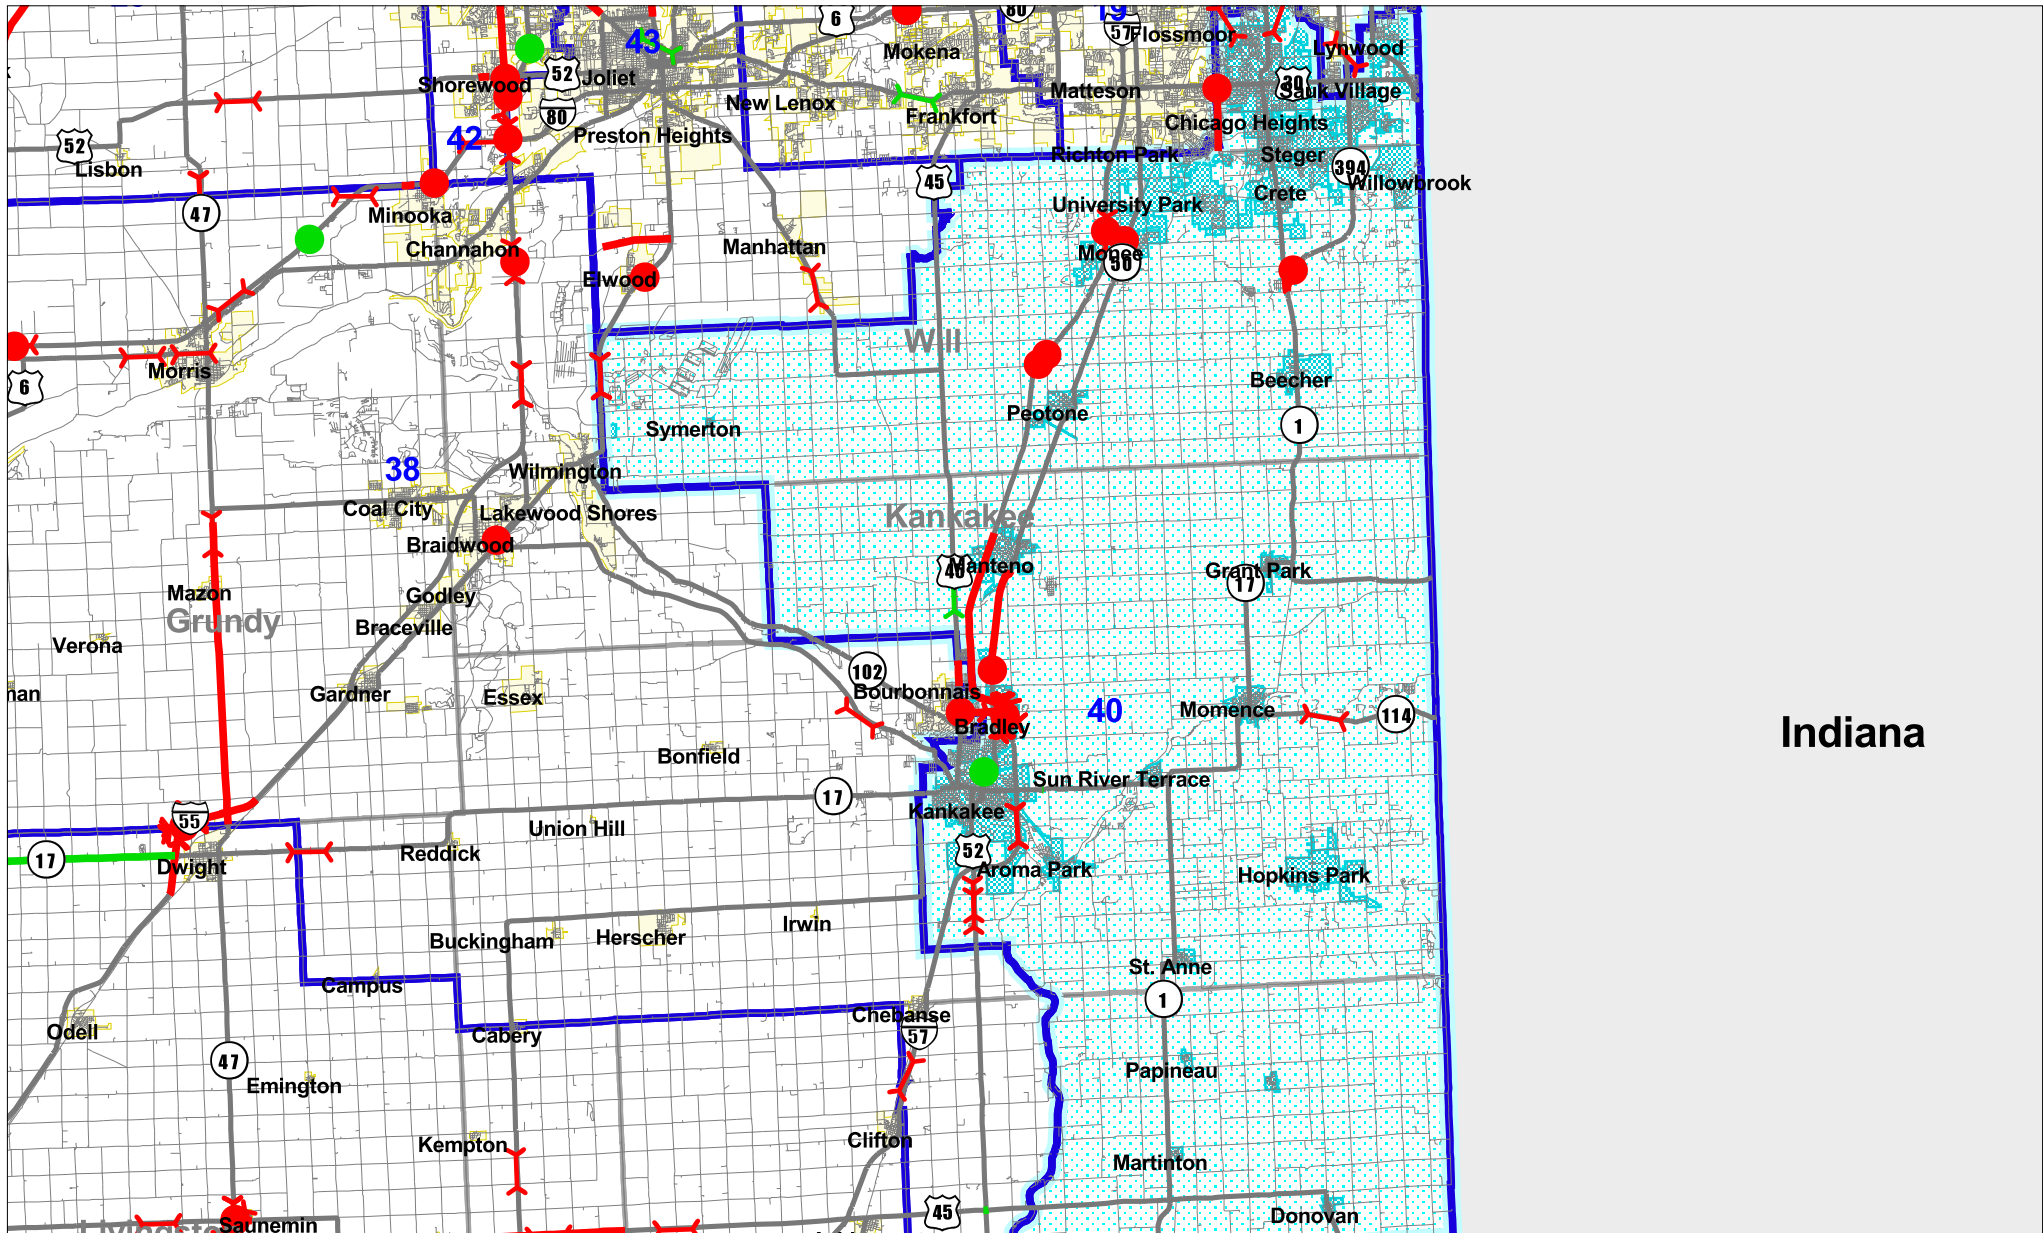 6
80
19
57
43
Flossmoor
Lynwood
Mokena
52
Joliet
Shorewood
New Lenox
Matteson
30
Sauk Village
80
Frankfort
Preston Heights
Chicago Heights
42
52
Lisbon
Richton Park
Steger
394
Willowbrook
45
Crete
47
Minooka
University Park
Channahon
Manhattan
Monee
50
Elwood
Will
Morris
6
Beecher
Peotone
1
Symerton
38
Wilmington
Coal City
Lakewood Shores
Kankakee
Braidwood
45
Manteno
Grant Park
17
Mazon
Godley
Grundy
Braceville
Verona
102
man
Gardner
Essex
Bourbonnais
40
Momence
114
Bradley
Indiana
Bonfield
Sun River Terrace
17
Kankakee
55
Union Hill
17
Dwight
Reddick
52
Aroma Park
Hopkins Park
Irwin
Buckingham
Herscher
St. Anne
Campus
1
Chebanse
Odell
Cabery
57
47
Emington
Papineau
Kempton
Clifton
Martinton
45
Donovan
Saunemin
Livingston